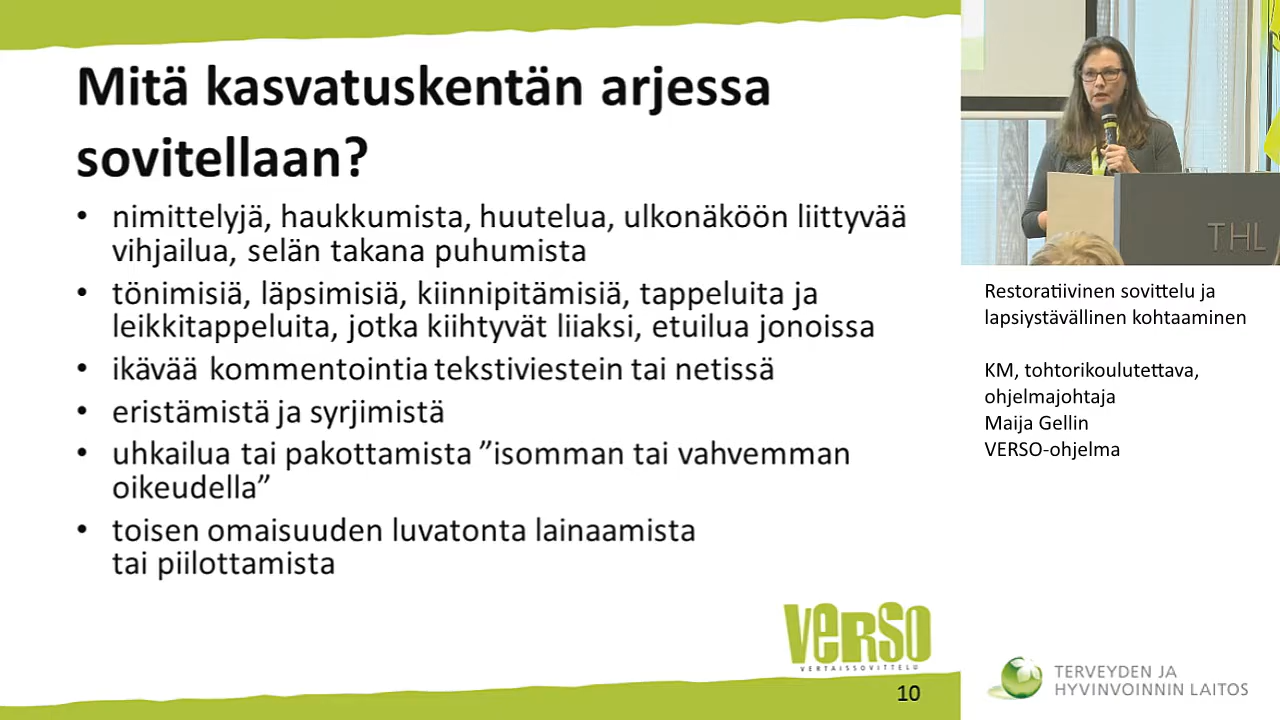 Mitä kasvatuskentän arjessa
sovitellaan?
• nimittelyjä, haukkumista, huutelua, ulkonäköön liittyvää
vihjailua, selän takana puhumista
• tönimisiä, läpsimisiä, kiinnipitämisiä, tappeluita ja
leikkitappeluita, jotka kiihtyvät liiaksi, etuilua jonoissa
• ikävää kommentointia tekstiviestein tai netissä
• eristämistä ja syrjimistä
• uhkailua tai pakottamista ”isomman tai vahvemman
oikeudella”
• toisen omaisuuden luvatonta lainaamista
tai piilottamista
VERSO
VERTAISSOVITTELU
10
THL
Restoratiivinen sovittelu ja
lapsiystävällinen kohtaaminen
KM, tohtorikoulutettava,
ohjelmajohtaja
Maija Gellin
VERSO-ohjelma
TERVEYDEN JA
HYVINVOINNIN LAITOS